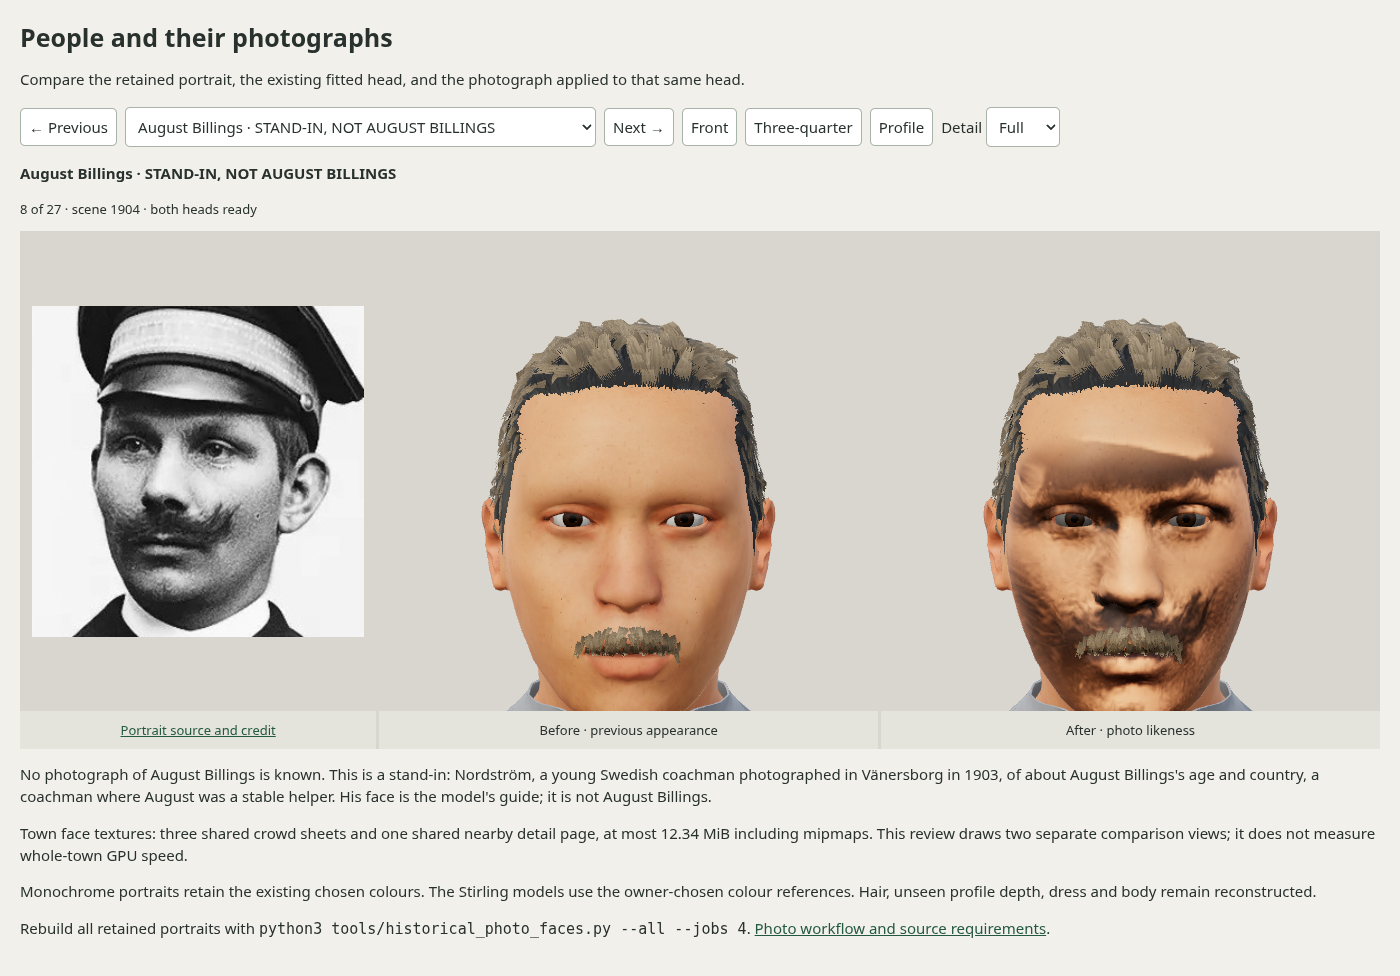 People and their photographs
Compare the retained portrait, the existing fitted head, and the photograph applied to that same head.
← Previous August Billings · STAND-IN, NOT AUGUST BILLINGS Next → Front Three-quarter Profile Detail Full
August Billings · STAND-IN, NOT AUGUST BILLINGS
8 of 27 · scene 1904 · both heads ready
Portrait source and credit Before · previous appearance After · photo likeness
No photograph of August Billings is known. This is a stand-in: Nordström, a young Swedish coachman photographed in Vänersborg in 1903, of about August Billings's age and country, a
coachman where August was a stable helper. His face is the model's guide; it is not August Billings.
Town face textures: three shared crowd sheets and one shared nearby detail page, at most 12.34 MiB including mipmaps. This review draws two separate comparison views; it does not measure
whole-town GPU speed.
Monochrome portraits retain the existing chosen colours. The Stirling models use the owner-chosen colour references. Hair, unseen profile depth, dress and body remain reconstructed.
Rebuild all retained portraits with python3 tools/historical_photo_faces.py --all --jobs 4. Photo workflow and source requirements.